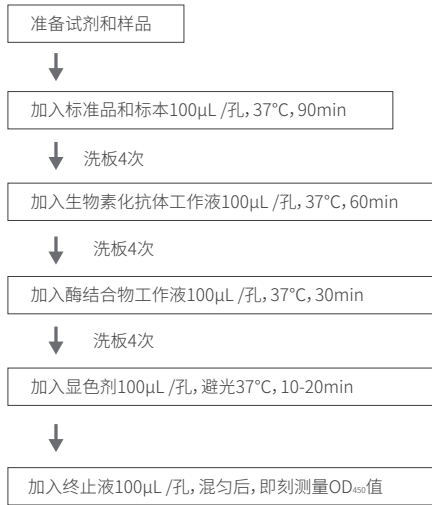 准备试剂和样品
加入标准品和标本100μL /孔，37°C，90min
洗板4次
加入生物素化抗体工作液100μL /孔，37°C，60min
洗板4次
加入酶结合物工作液100μL /孔，37°C，30min
洗板4次
加入显色剂100μL /孔，避光37°C，10-20min
加入终止液100μL /孔，混匀后，即刻测量OD₄₅₀值